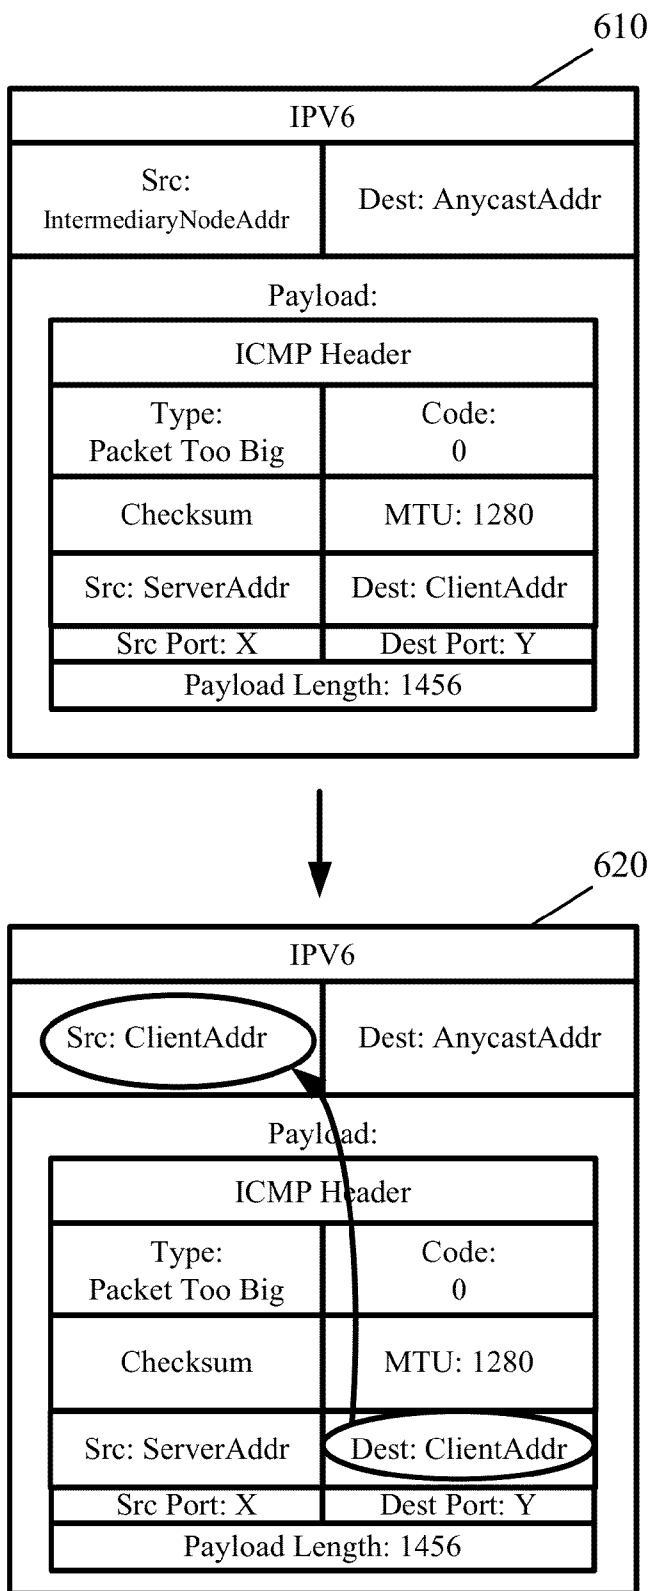 610
IPV6
Src:
IntermediaryNodeAddr
Dest: AnycastAddr
Payload:
ICMP Header
Type:
Packet Too Big
Code:
0
Checksum
MTU: 1280
Src: ServerAddr
Dest: ClientAddr
Src Port: X
Dest Port: Y
Payload Length: 1456
620
IPV6
Src: ClientAddr
Dest: AnycastAddr
Payload:
ICMP Header
Type:
Packet Too Big
Code:
0
Checksum
MTU: 1280
Src: ServerAddr
Dest: ClientAddr
Src Port: X
Dest Port: Y
Payload Length: 1456